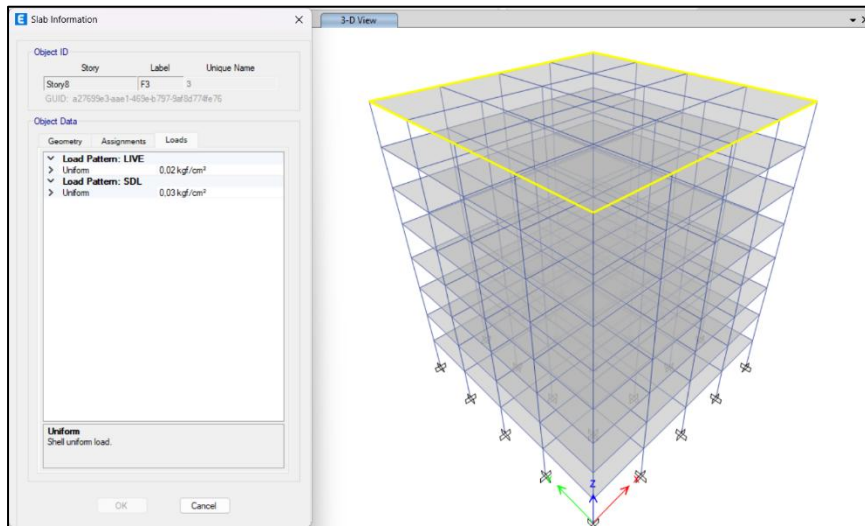 Slab Information
Object ID
Story Label Unique Name
Story8 F3 3
GUID: a27699e3-aae1-469e-b797-9af8d774fe76
Object Data
Geometry Assignments Loads
Load Pattern: LIVE
Uniform 0,02 kgf/cm²
Load Pattern: SDL
Uniform 0,03 kgf/cm²
Uniform
Shell uniform load.
OK Cancel
3-D View
Z